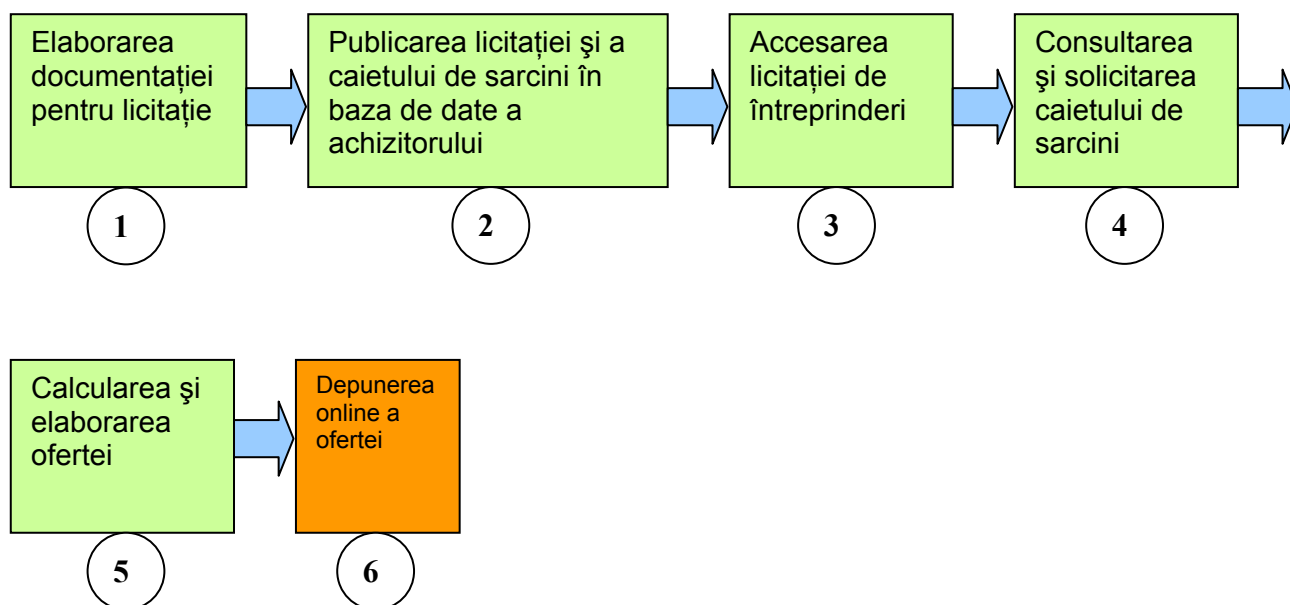 Elaborarea
documentației
pentru licitație
Publicarea licitației şi a
caietului de sarcini în
baza de date a
achizitorului
Accesarea
licitației de
întreprinderi
Consultarea
şi solicitarea
caietului de
sarcini
1
2
3
4
Calcularea şi
elaborarea
ofertei
Depunerea
online a
ofertei
5
6